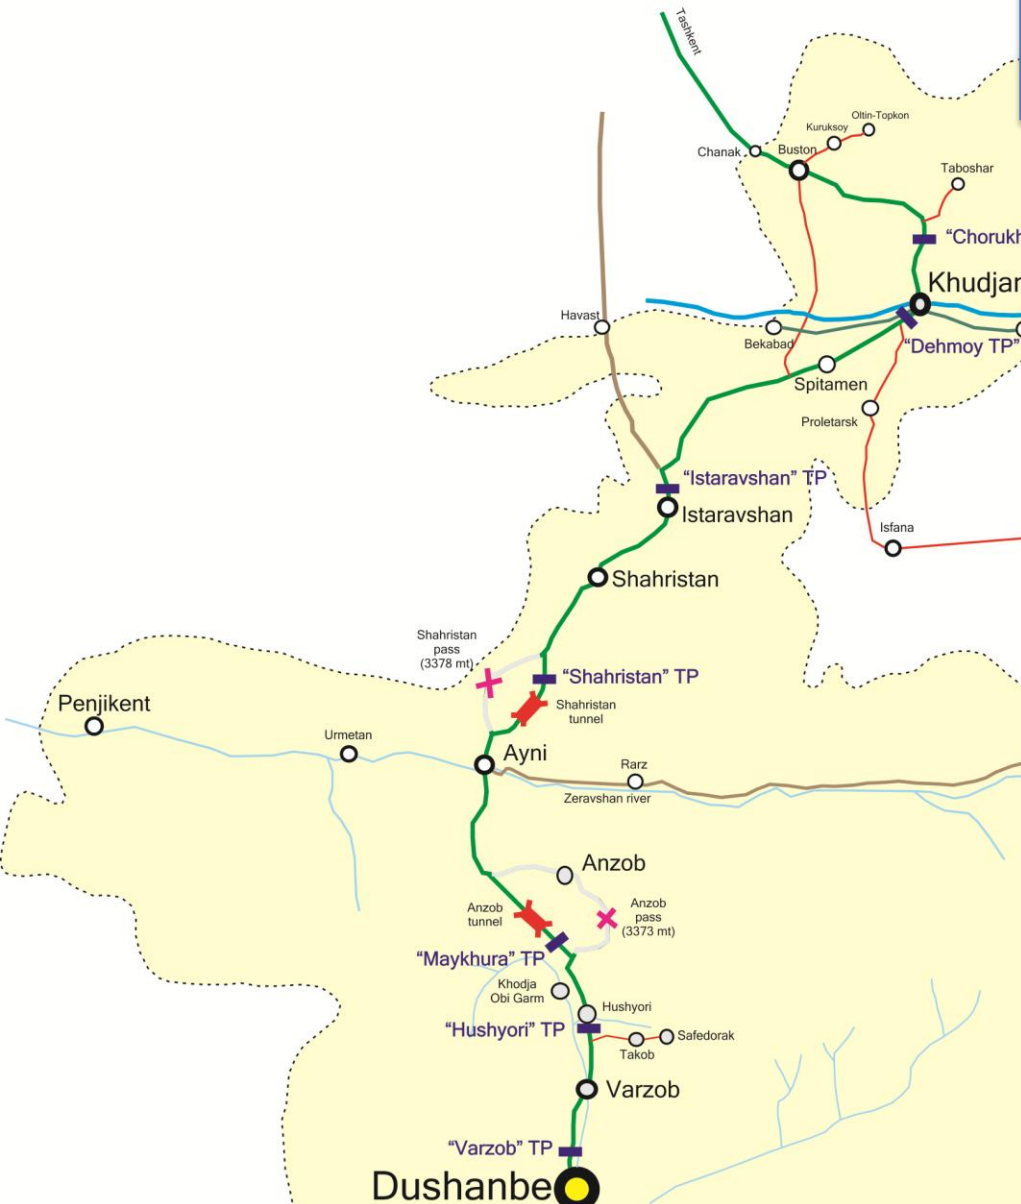 Tashkent
Oltin-Topkon
Kuruksoy
Chanak
Buston
Taboshar
“Chorukh
Khudjan
Havast
Bekabad
“Dehmoy TP”
Spitamen
Proletarsk
“Istaravshan” TP
Istaravshan
Isfana
Shahristan
Shahristan
pass
(3378 mt)
“Shahristan” TP
Penjikent
Shahristan
tunnel
Urmetan
Ayni
Rarz
Zeravshan river
Anzob
Anzob
tunnel
Anzob
pass
(3373 mt)
“Maykhura” TP
Khodja
Obi Garm
Hushyori
“Hushyori” TP
Safedorak
Takob
Varzob
“Varzob” TP
Dushanbe